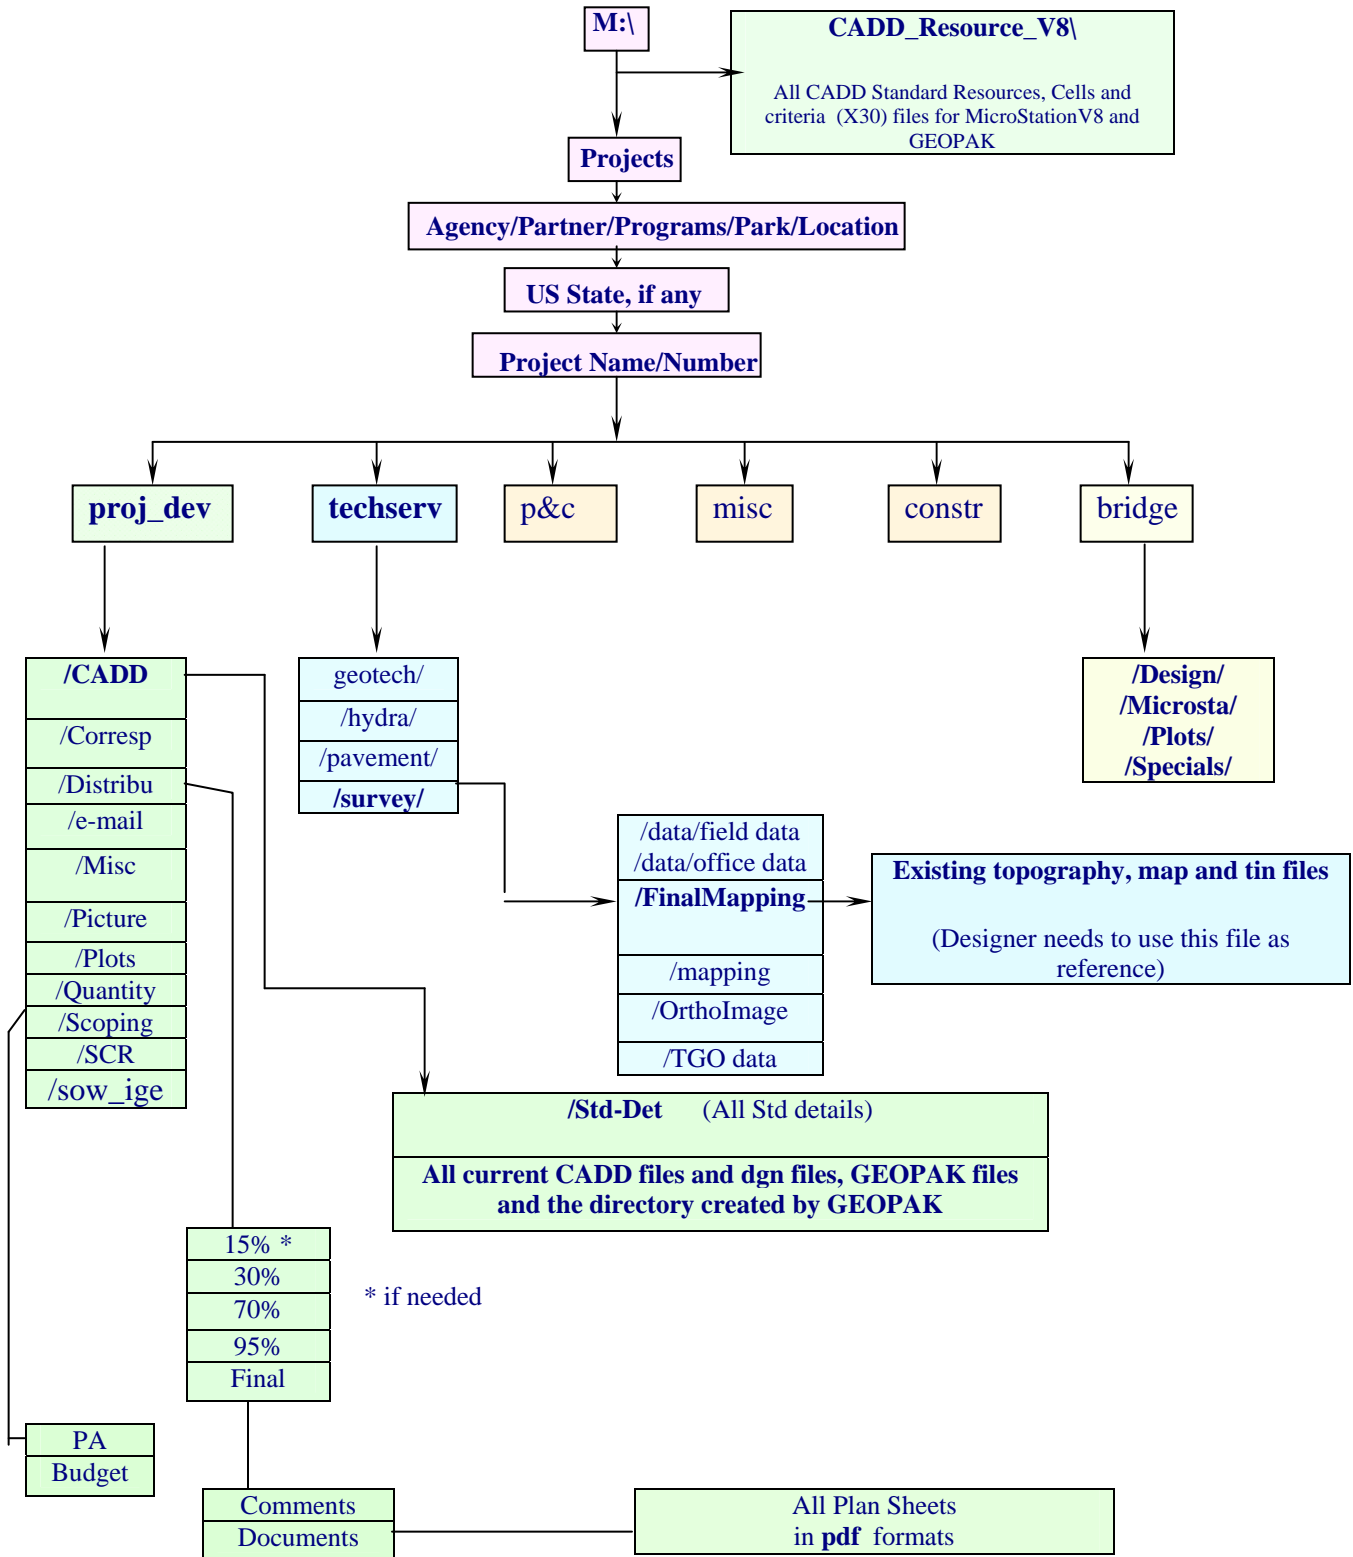 M:\
CADD_Resource_V8\
All CADD Standard Resources, Cells and
criteria (X30) files for MicroStationV8 and
GEOPAK
Projects
Agency/Partner/Programs/Park/Location
US State, if any
Project Name/Number
proj_dev
techserv
p&c
misc
constr
bridge
/CADD
/Corresp
/Distribu
/e-mail
/Misc
/Picture
/Plots
/Quantity
/Scoping
/SCR
/sow_ige
geotech/
/hydra/
/pavement/
/survey/
/Design/
/Microsta/
/Plots/
/Specials/
/data/field data
/data/office data
/FinalMapping
/mapping
/OrthoImage
/TGO data
Existing topography, map and tin files
(Designer needs to use this file as
reference)
/Std-Det (All Std details)
All current CADD files and dgn files, GEOPAK files
and the directory created by GEOPAK
15% *
30%
70%
95%
Final
* if needed
PA
Budget
Comments
Documents
All Plan Sheets
in pdf formats